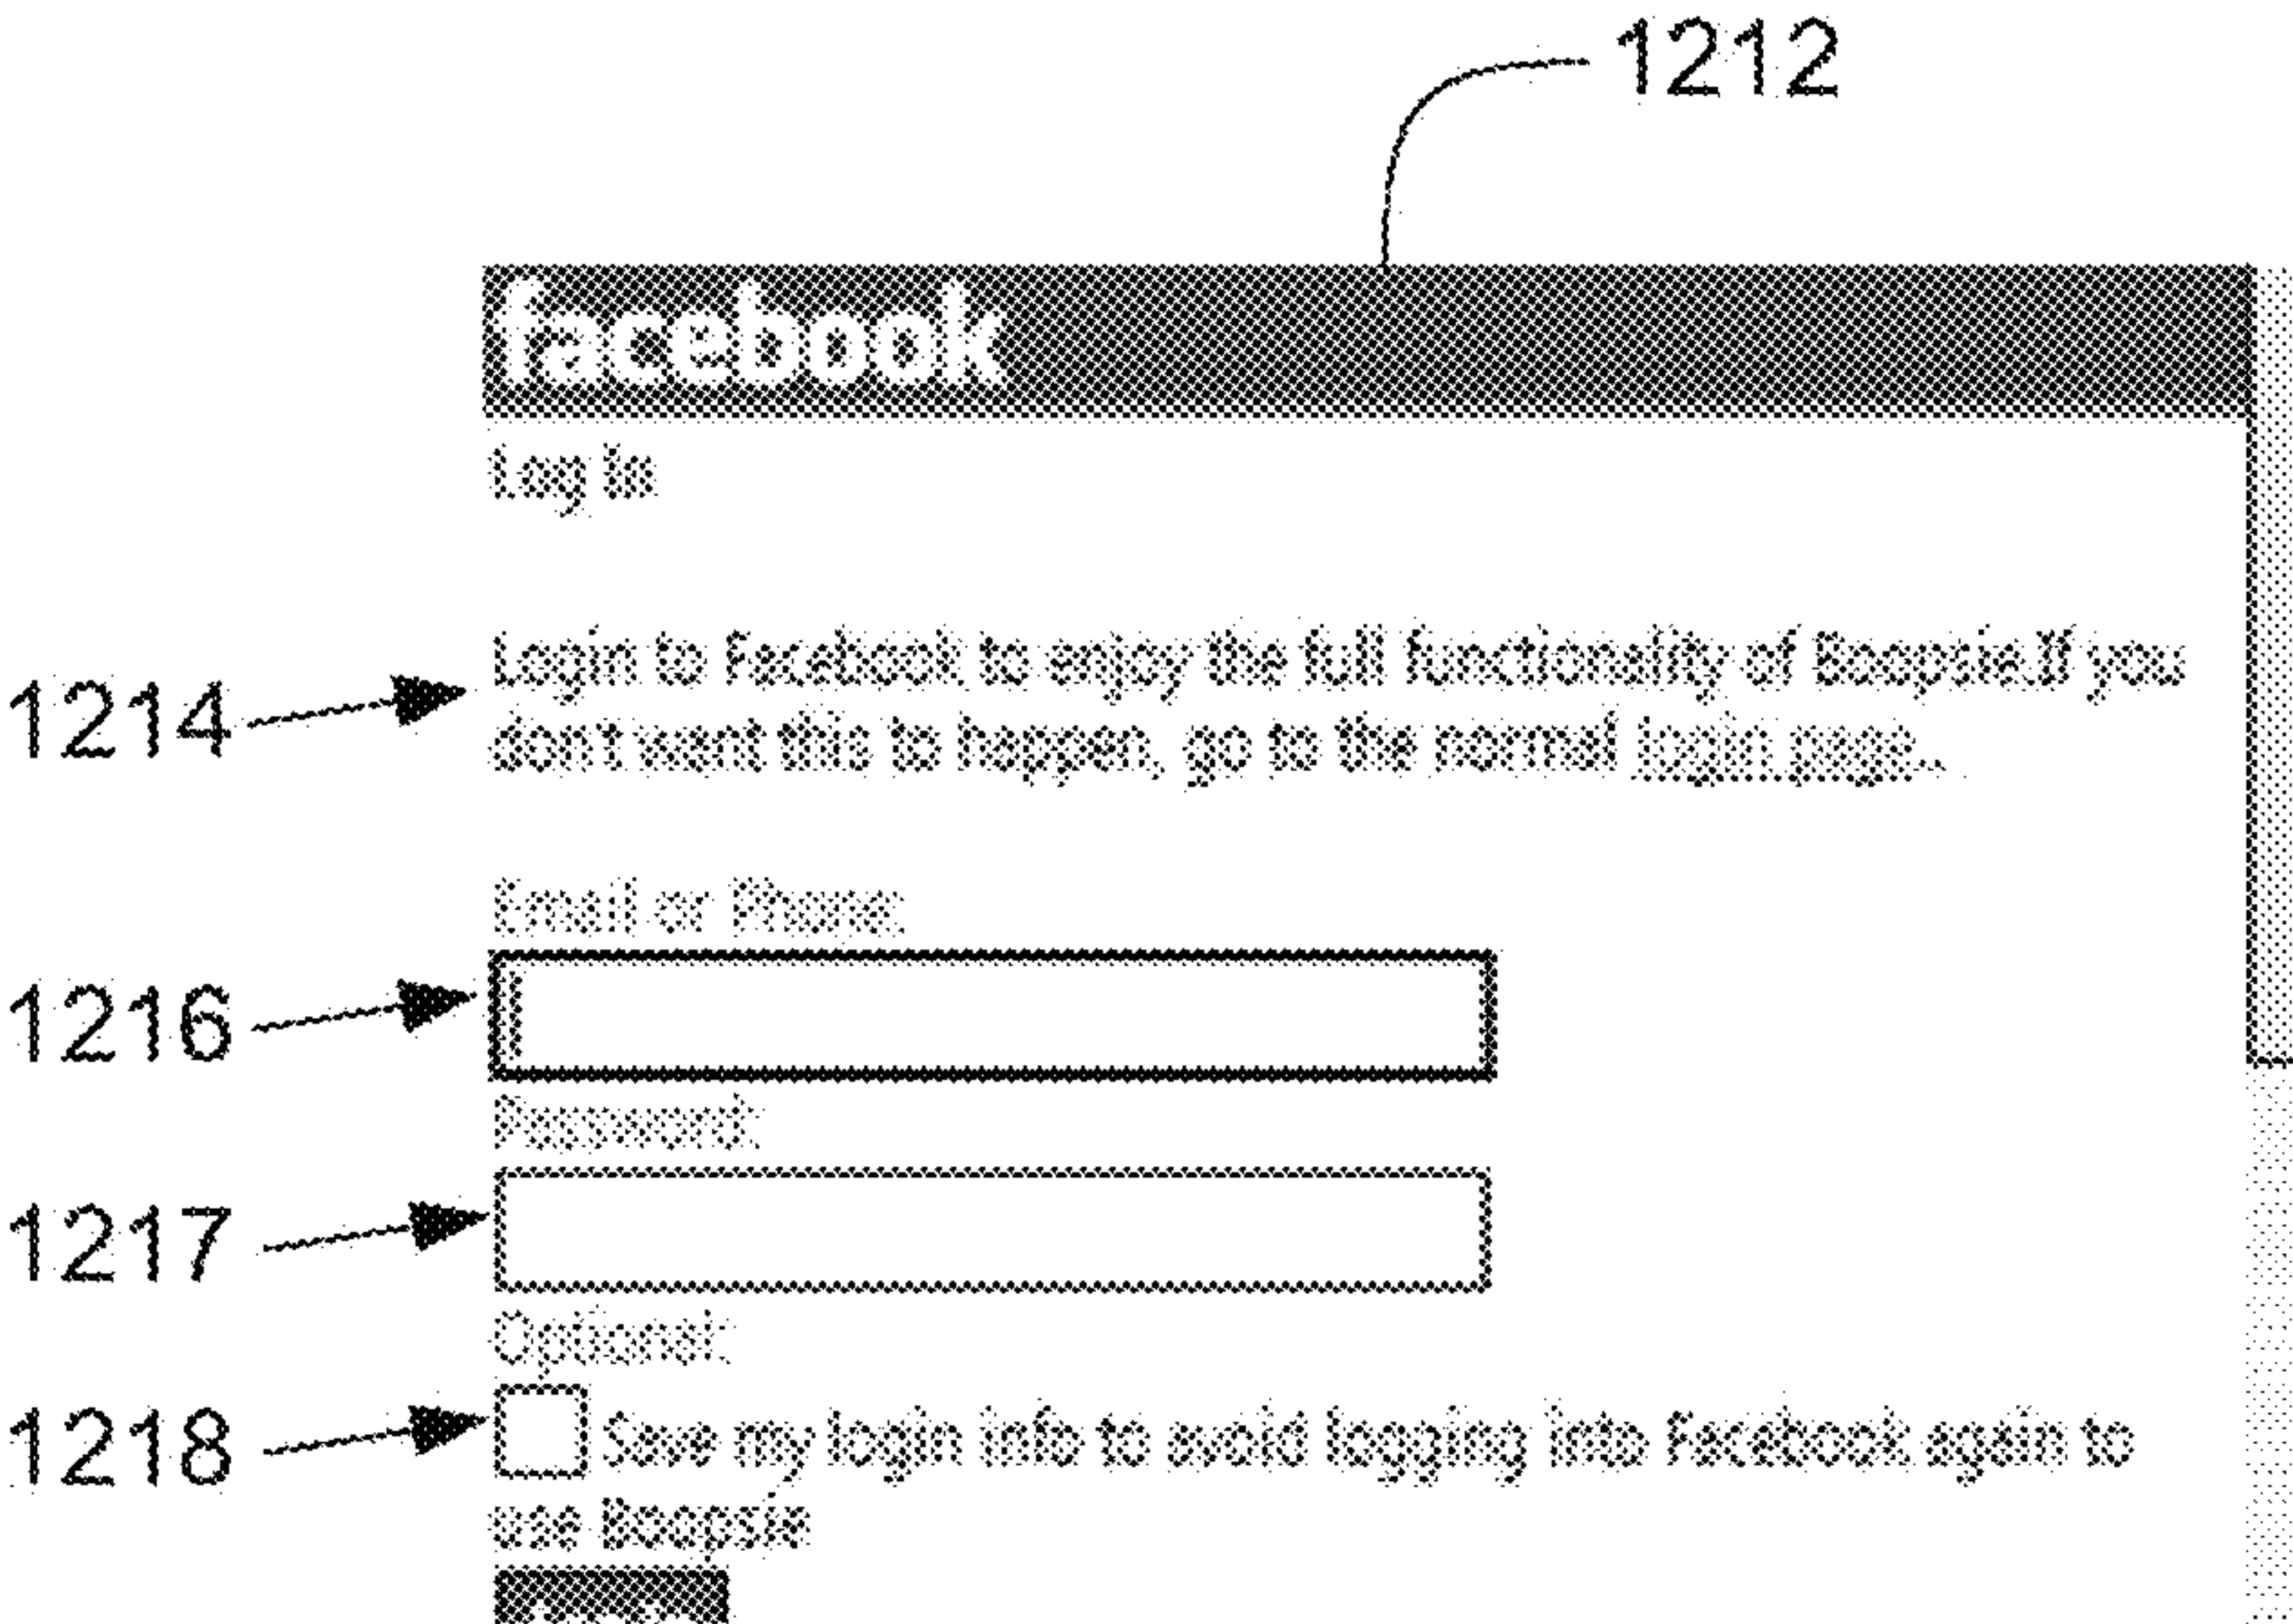 1212
facebook
Log In
1214
Login to Facebook to enjoy the full functionality of Boopsie.If you
don't want this to happen, go to the normal login page.
Email or Phone:
1216
Password:
1217
Optional:
1218
Save my login info to avoid logging into Facebook again to
use Boopsie